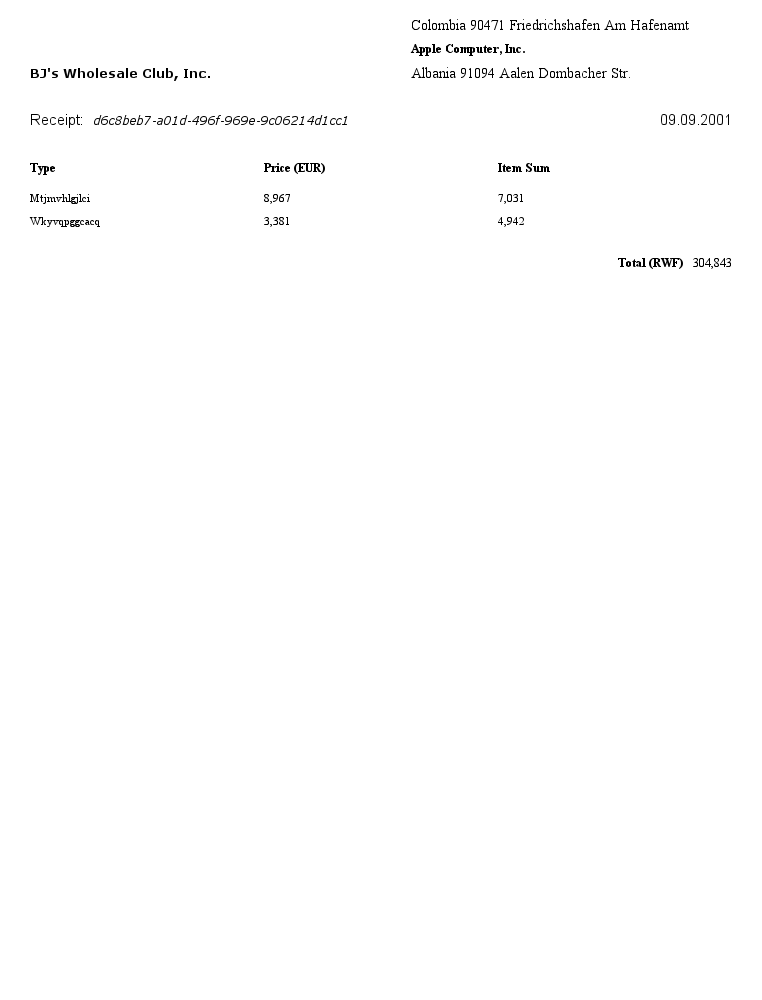 Colombia 90471 Friedrichshafen Am Hafenamt
Apple Computer, Inc.
BJ's Wholesale Club, Inc. Albania 91094 Aalen Dombacher Str.
Receipt: d6c8beb7-a01d-496f-969e-9c06214d1cc1 09.09.2001
Type Price (EUR) Item Sum
Mtjmvhlgjlci 8,967 7,031
Wkyvqpggcacq 3,381 4,942
Total (RWF) 304,843